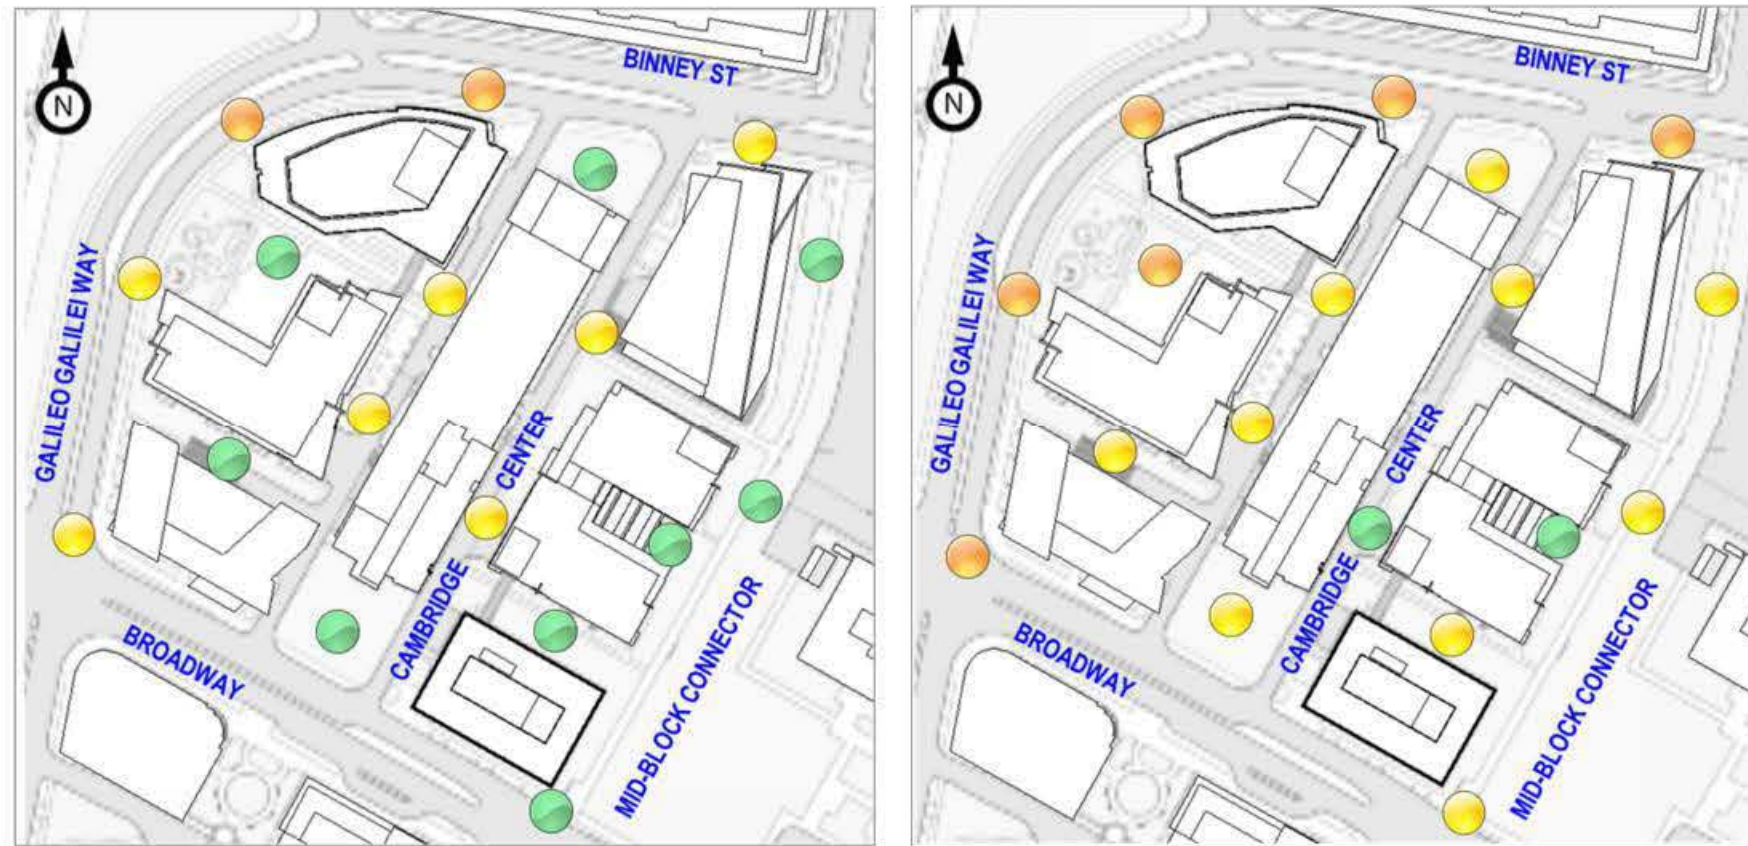 N
BINNEY ST
GALILEO GALILEI WAY
CENTER
CAMBRIDGE
BROADWAY
MID-BLOCK CONNECTOR
N
BINNEY ST
GALILEO GALILEI WAY
CENTER
CAMBRIDGE
BROADWAY
MID-BLOCK CONNECTOR